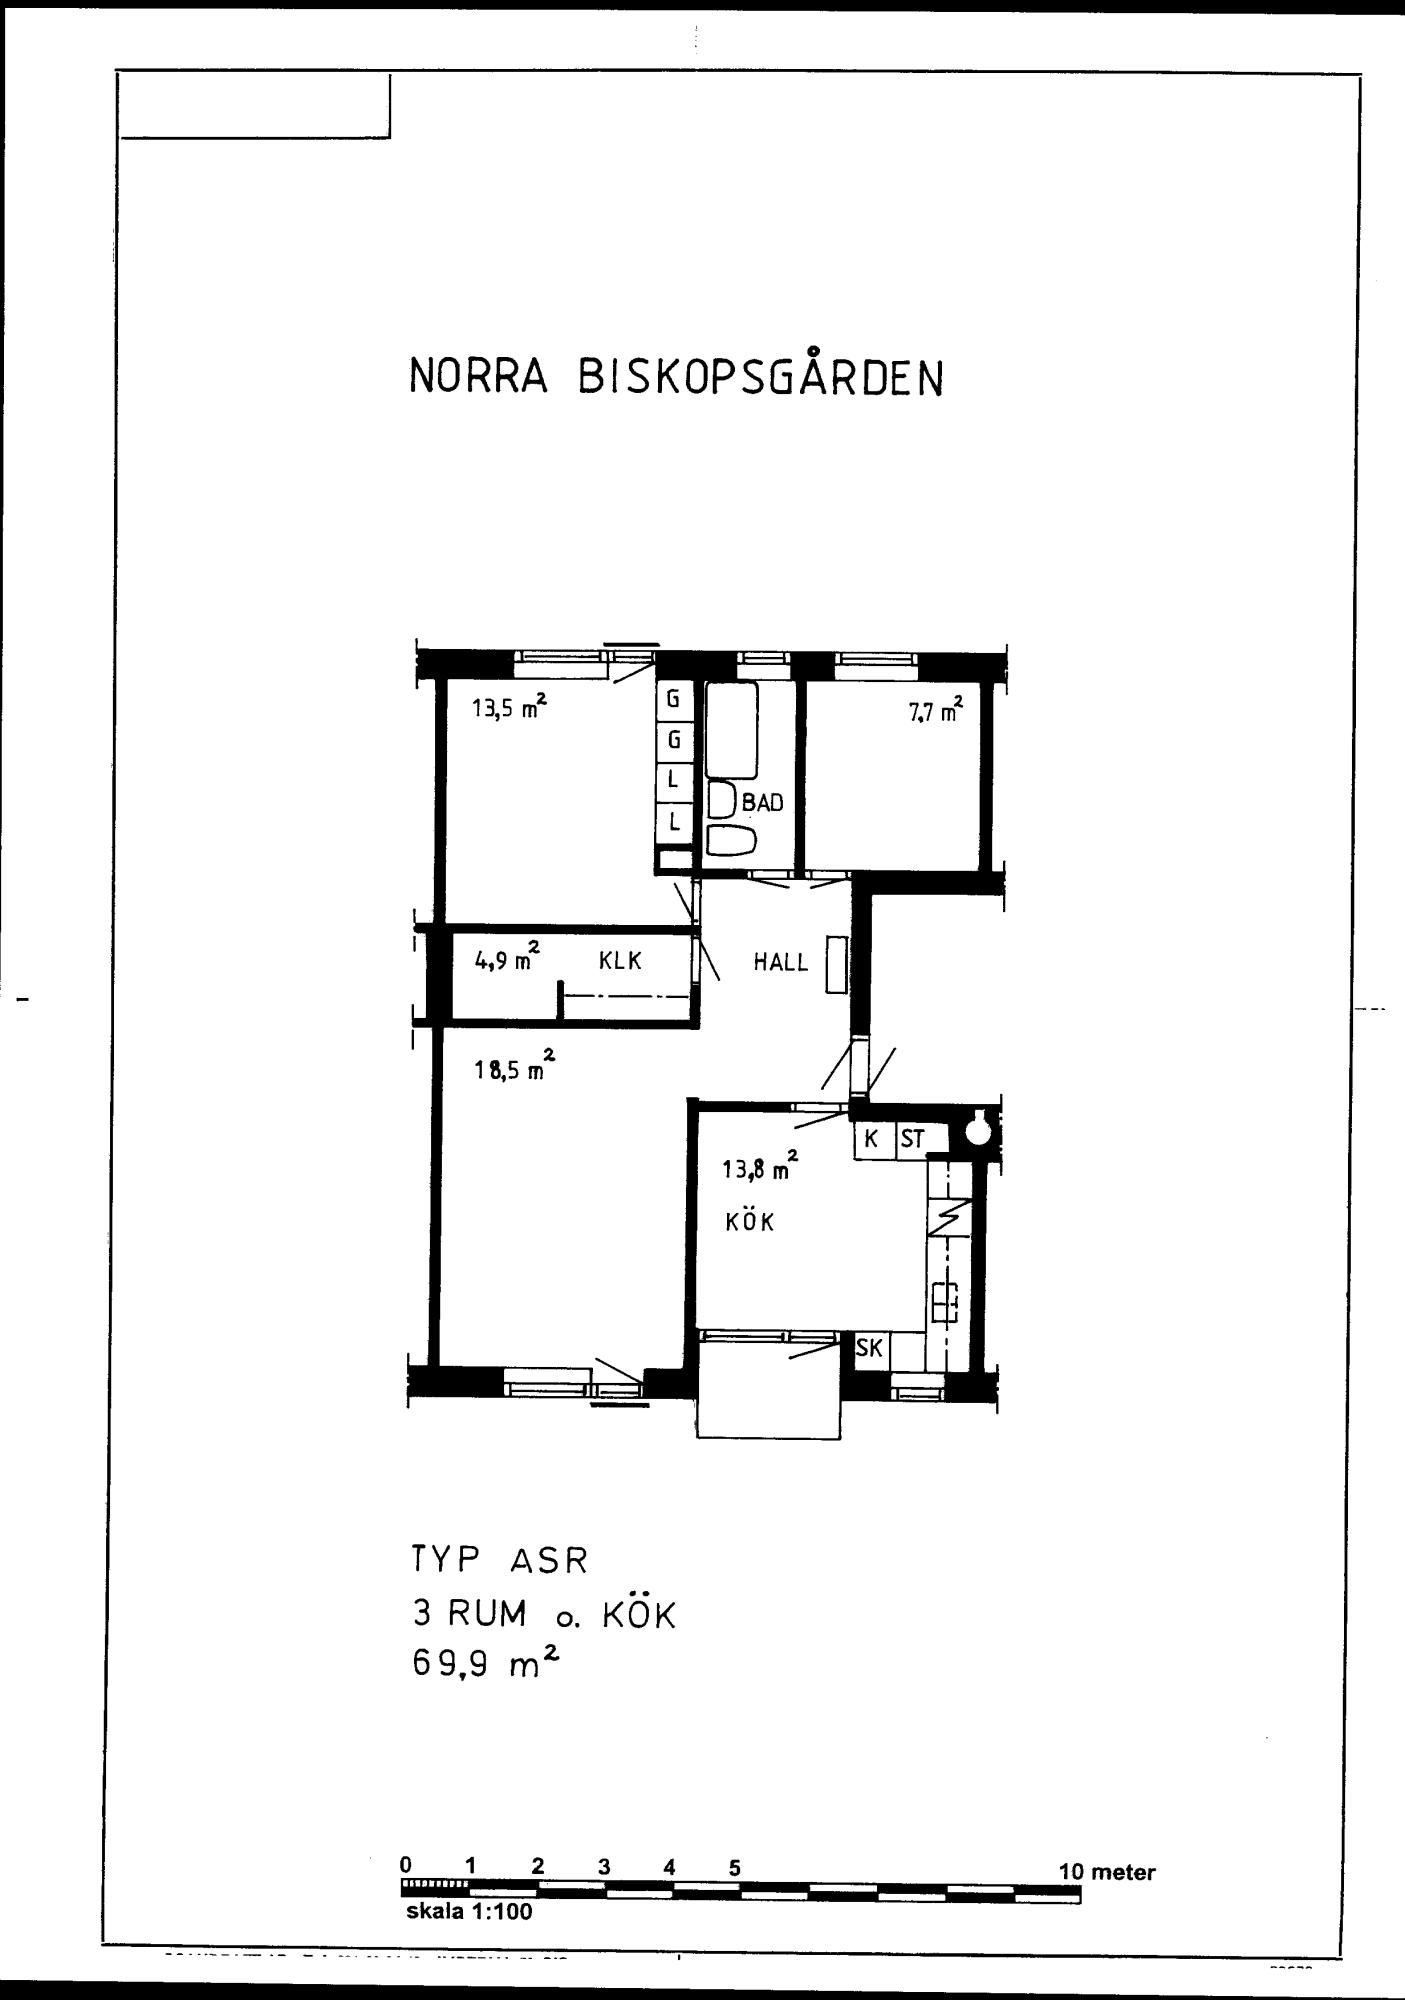 NORRA BISKOPSGÅRDEN
13,5 m²
G
7,7 m²
G
L
BAD
L
4,9 m² KLK HALL
18,5 m²
K ST
13,8 m²
KÖK
SK
TYP ASR
3 RUM o. KÖK
69,9 m²
0 1 2 3 4 5 10 meter
skala 1:100